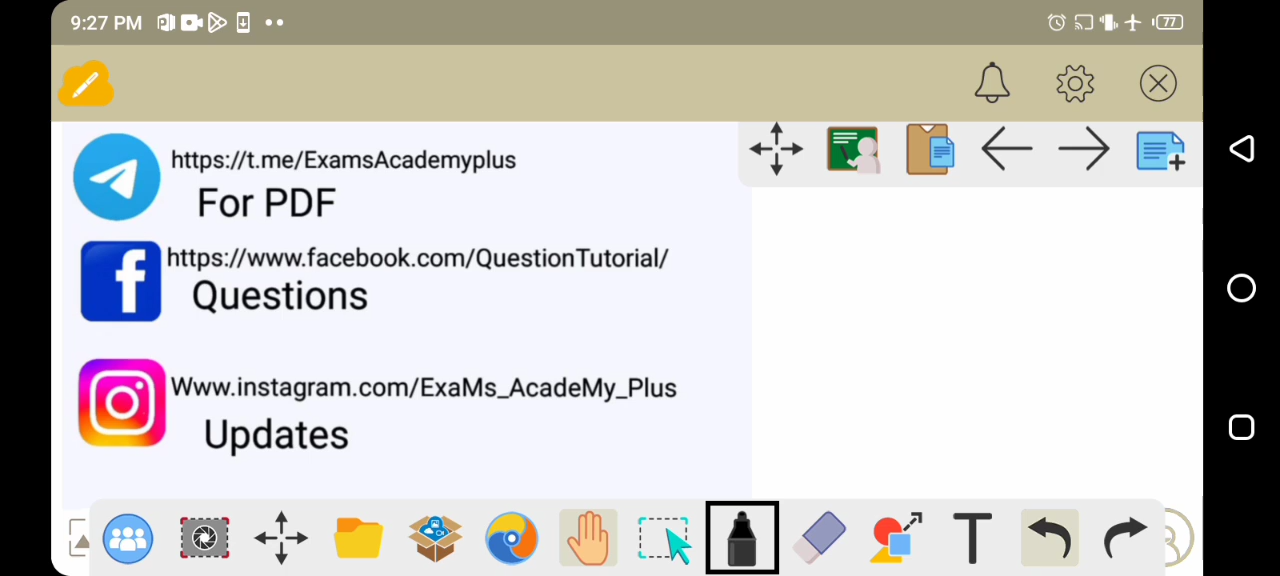 9:27 PM
77
https://t.me/ExamsAcademyplus
For PDF
https://www.facebook.com/QuestionTutorial/
Questions
Www.instagram.com/ExaMs_AcadeMy_Plus
Updates
T